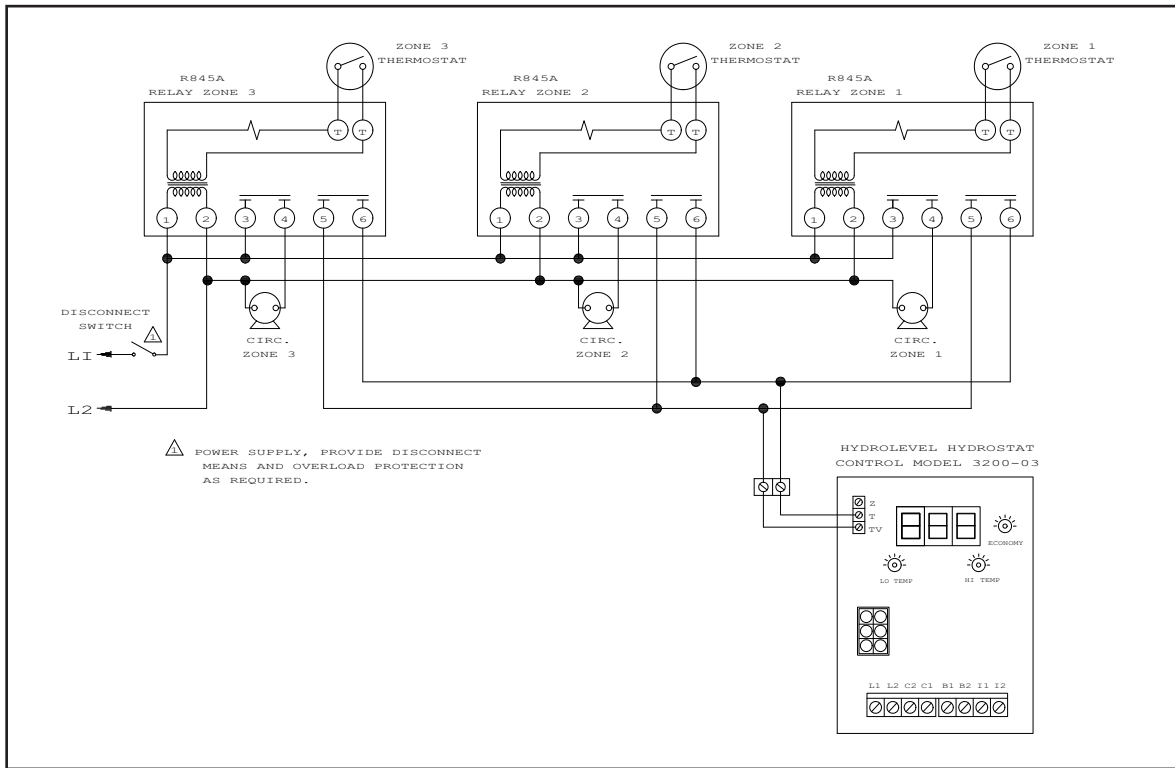 ZONE 3
THERMOSTAT
ZONE 2
THERMOSTAT
ZONE 1
THERMOSTAT
R845A
RELAY ZONE 3
R845A
RELAY ZONE 2
R845A
RELAY ZONE 1
T T
T T
T T
1 2 3 4 5 6
1 2 3 4 5 6
1 2 3 4 5 6
DISCONNECT
SWITCH
1
L1
L2
CIRC.
ZONE 3
CIRC.
ZONE 2
CIRC.
ZONE 1
1 POWER SUPPLY, PROVIDE DISCONNECT
MEANS AND OVERLOAD PROTECTION
AS REQUIRED.
HYDROLEVEL HYDROSTAT
CONTROL MODEL 3200-03
Z
T
TV
8 8 8
ECONOMY
LO TEMP
HI TEMP
L1 L2 C2 C1 B1 B2 I1 I2